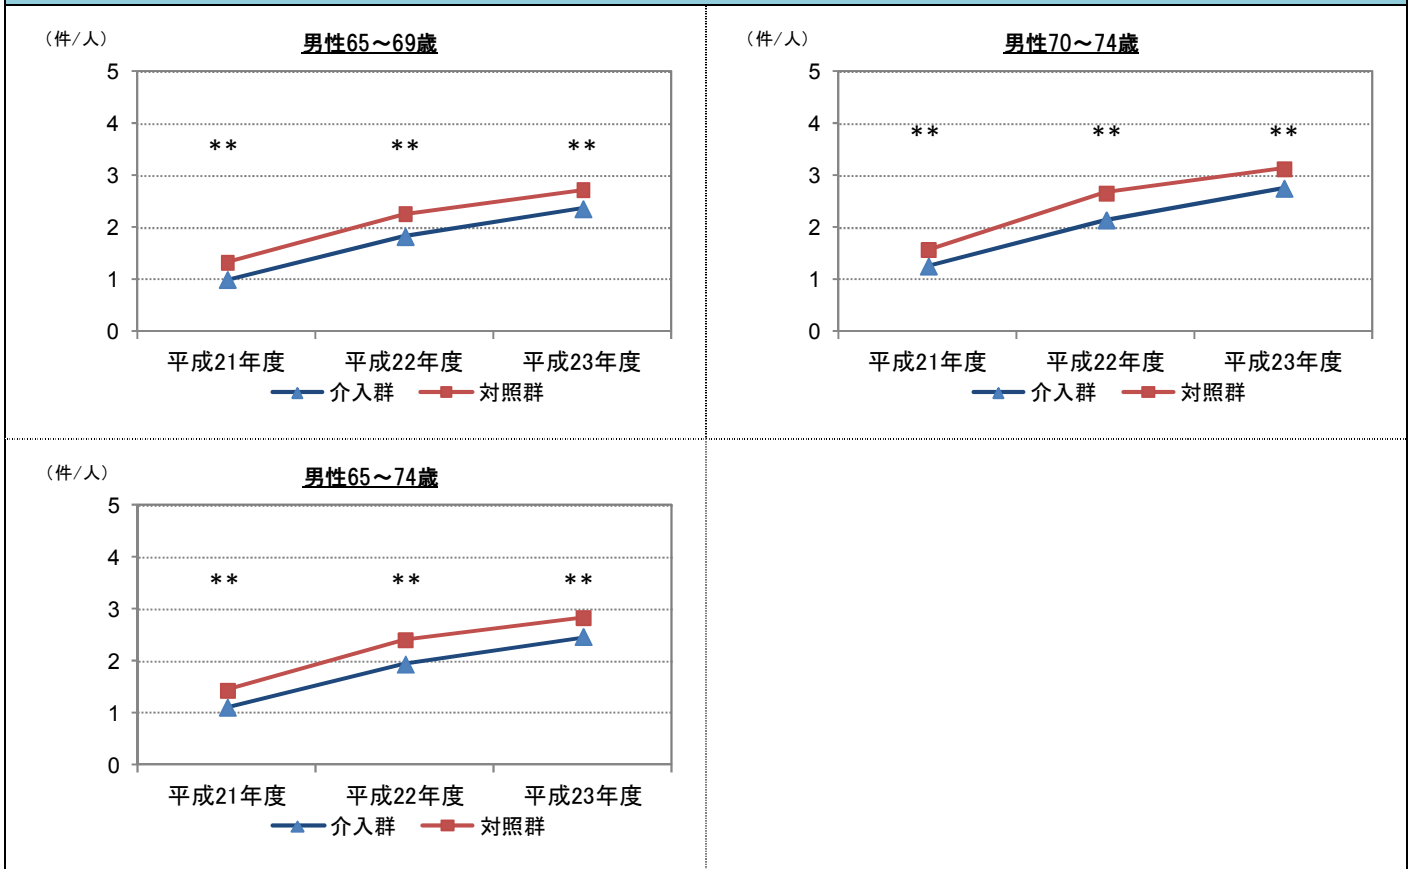 （件/人）
男性65～69歳
5
4
3
2
1
0
** ** **
平成21年度 平成22年度 平成23年度
介入群 対照群
（件/人）
男性70～74歳
5
4
3
2
1
0
** ** **
平成21年度 平成22年度 平成23年度
介入群 対照群
（件/人）
男性65～74歳
5
4
3
2
1
0
** ** **
平成21年度 平成22年度 平成23年度
介入群 対照群